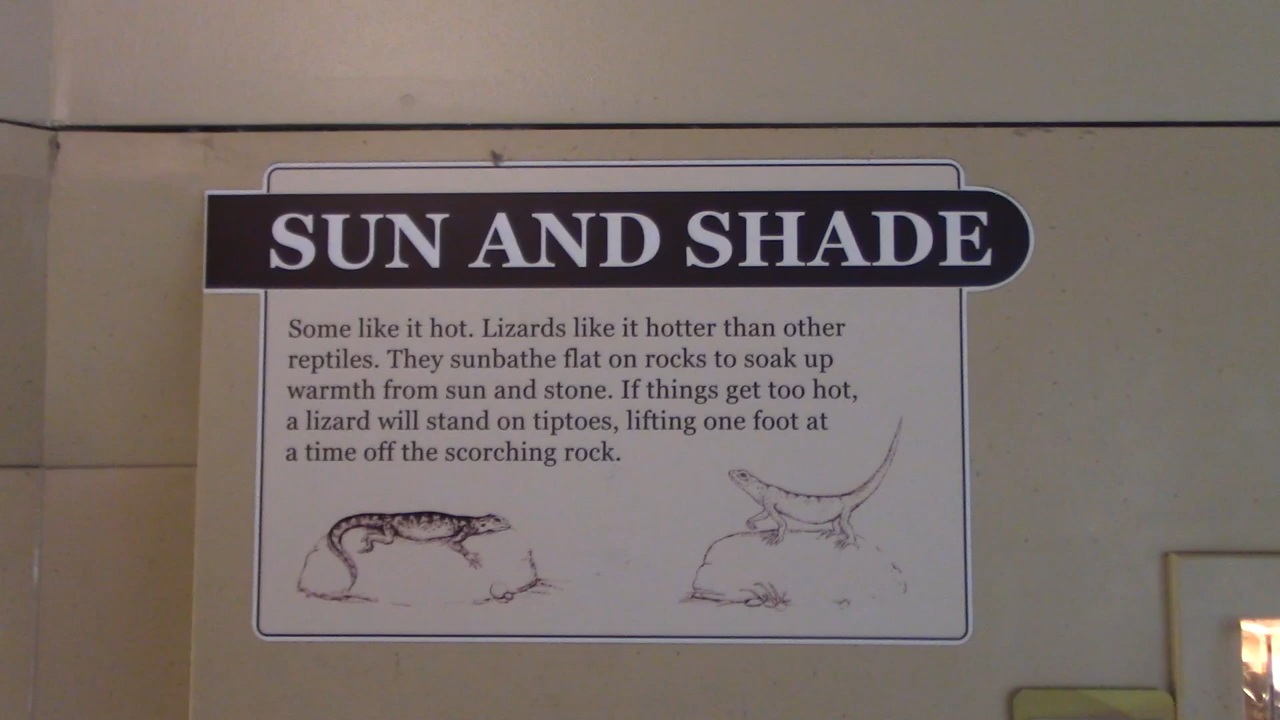 SUN AND SHADE
Some like it hot. Lizards like it hotter than other
reptiles. They sunbathe flat on rocks to soak up
warmth from sun and stone. If things get too hot,
a lizard will stand on tiptoes, lifting one foot at
a time off the scorching rock.